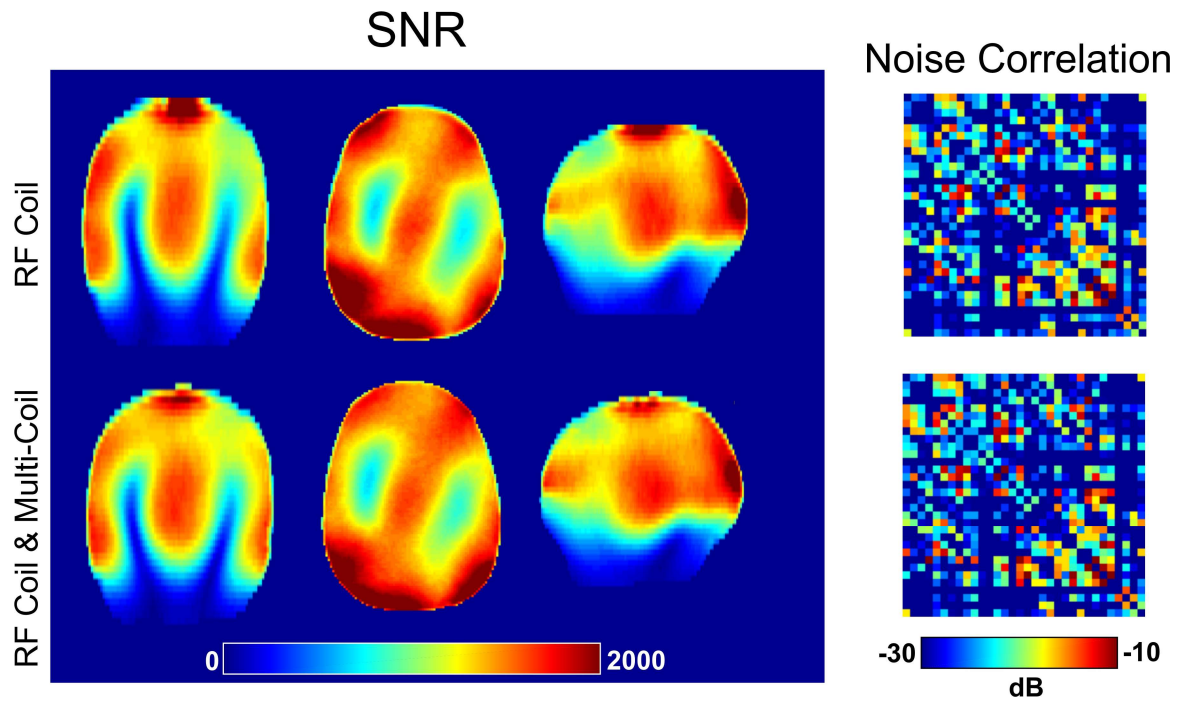 SNR
Noise Correlation
RF Coil
RF Coil & Multi-Coil
0
2000
-30
-10
dB